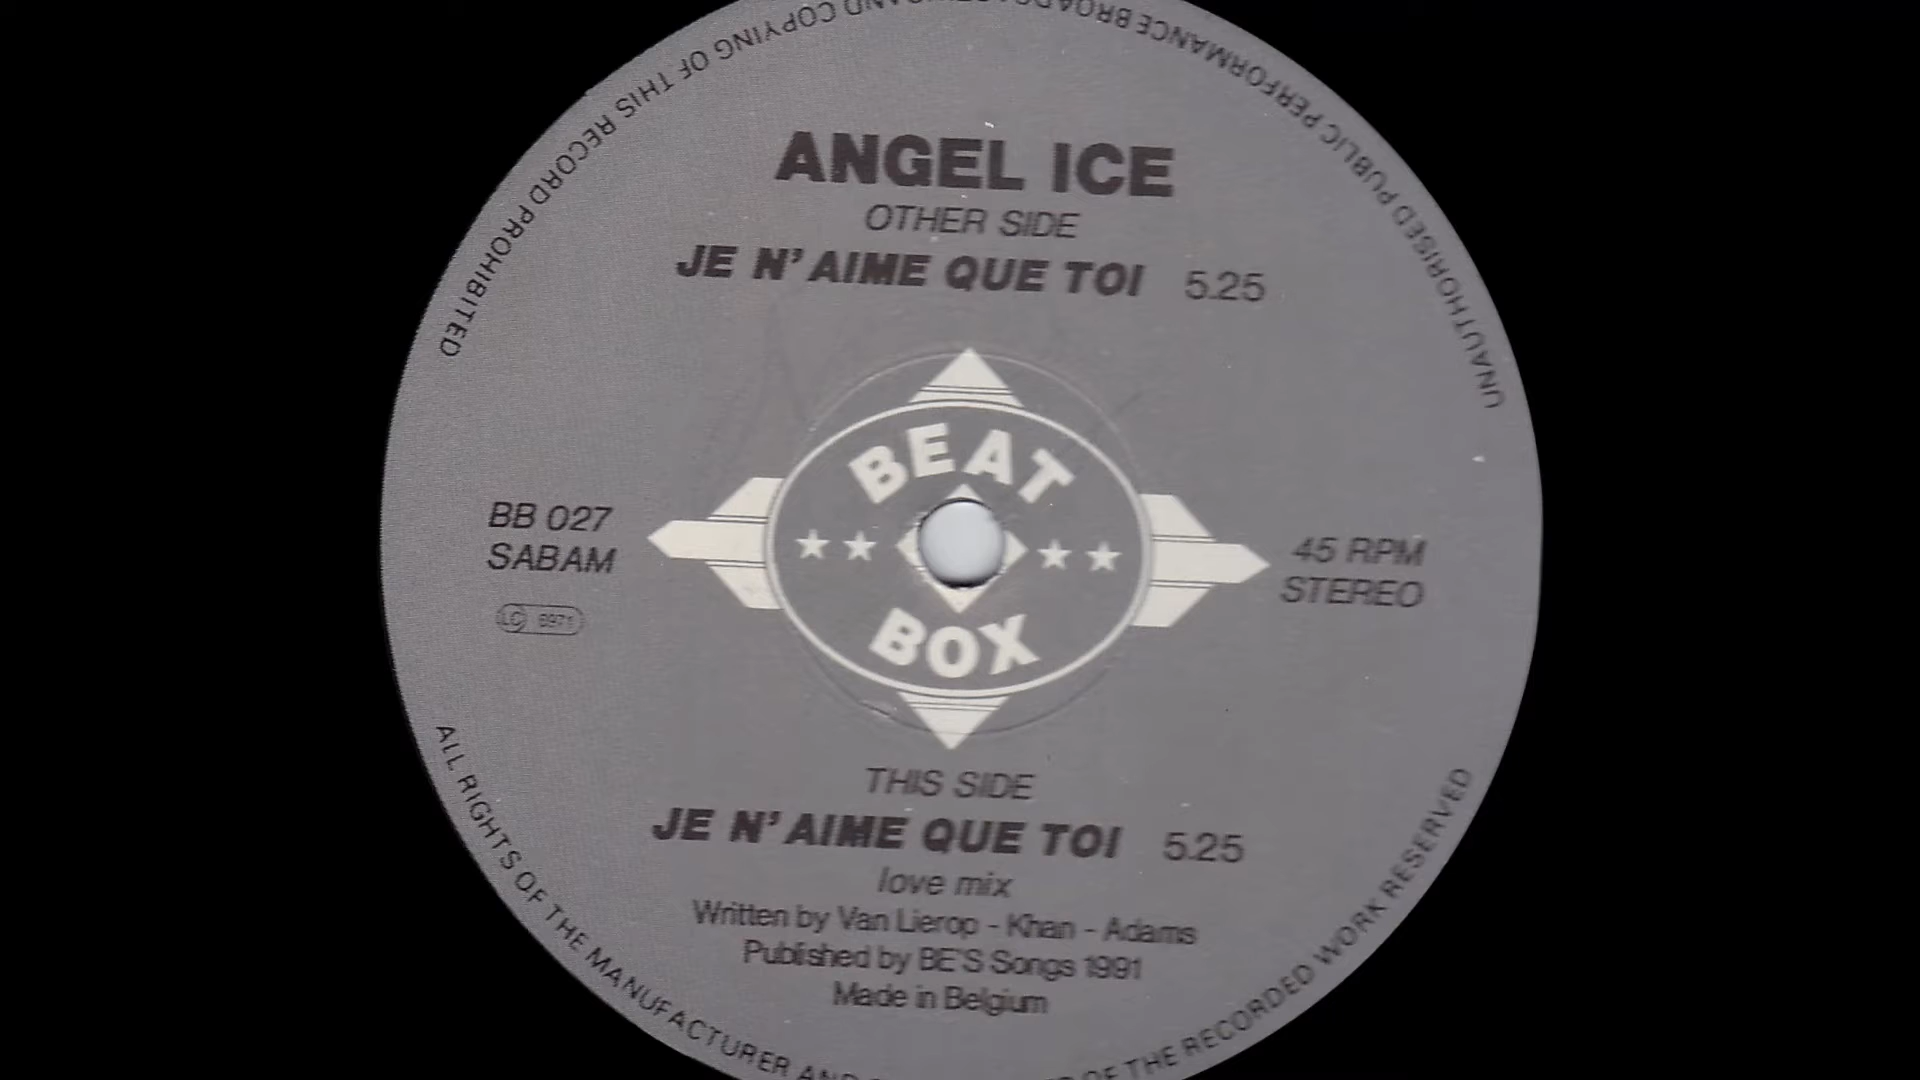 UNAUTHORISED PUBLIC PERFORMANCE BROADCASTING AND COPYING OF THIS RECORD PROHIBITED
ANGEL ICE
OTHER SIDE
JE N' AIME QUE TOI 5.25
BEAT
BOX
BB 027
SABAM
LC 6971
45 RPM
STEREO
THIS SIDE
JE N' AIME QUE TOI 5.25
love mix
Written by Van Lierop - Khan - Adams
Published by BE'S Songs 1991
Made in Belgium
ALL RIGHTS OF THE MANUFACTURER AND OF THE RECORDED WORK RESERVED